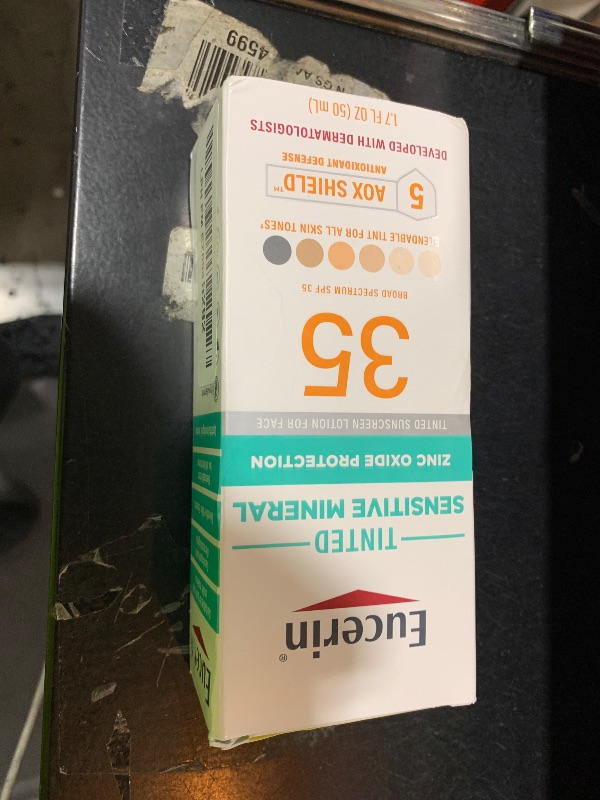 Eucerin®
TINTED
SENSITIVE MINERAL
ZINC OXIDE PROTECTION
TINTED SUNSCREEN LOTION FOR FACE
35
BROAD SPECTRUM SPF 35
BLENDABLE TINT FOR ALL SKIN TONES†
5 AOX SHIELD™
ANTIOXIDANT DEFENSE
DEVELOPED WITH DERMATOLOGISTS
1.7 FL OZ (50 mL)
4599